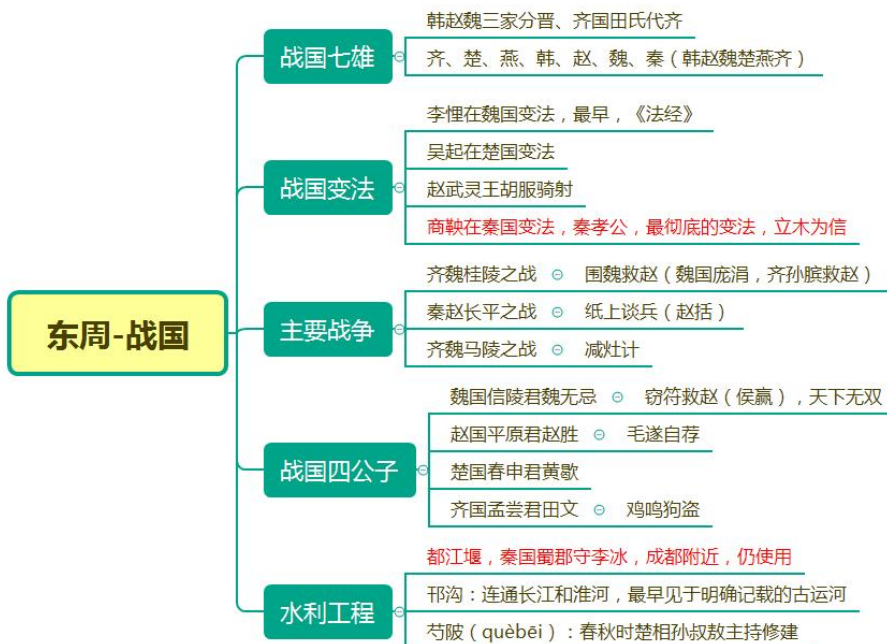 东周-战国
战国七雄
韩赵魏三家分晋、齐国田氏代齐
齐、楚、燕、韩、赵、魏、秦（韩赵魏楚燕齐）
战国变法
李悝在魏国变法，最早，《法经》
吴起在楚国变法
赵武灵王胡服骑射
商鞅在秦国变法，秦孝公，最彻底的变法，立木为信
主要战争
齐魏桂陵之战 围魏救赵（魏国庞涓，齐孙膑救赵）
秦赵长平之战 纸上谈兵（赵括）
齐魏马陵之战 减灶计
战国四公子
魏国信陵君魏无忌 窃符救赵（侯赢），天下无双
赵国平原君赵胜 毛遂自荐
楚国春申君黄歇
齐国孟尝君田文 鸡鸣狗盗
水利工程
都江堰，秦国蜀郡守李冰，成都附近，仍使用
邗沟：连通长江和淮河，最早见于明确记载的古运河
芍陂（quèbēi）：春秋时楚相孙叔敖主持修建